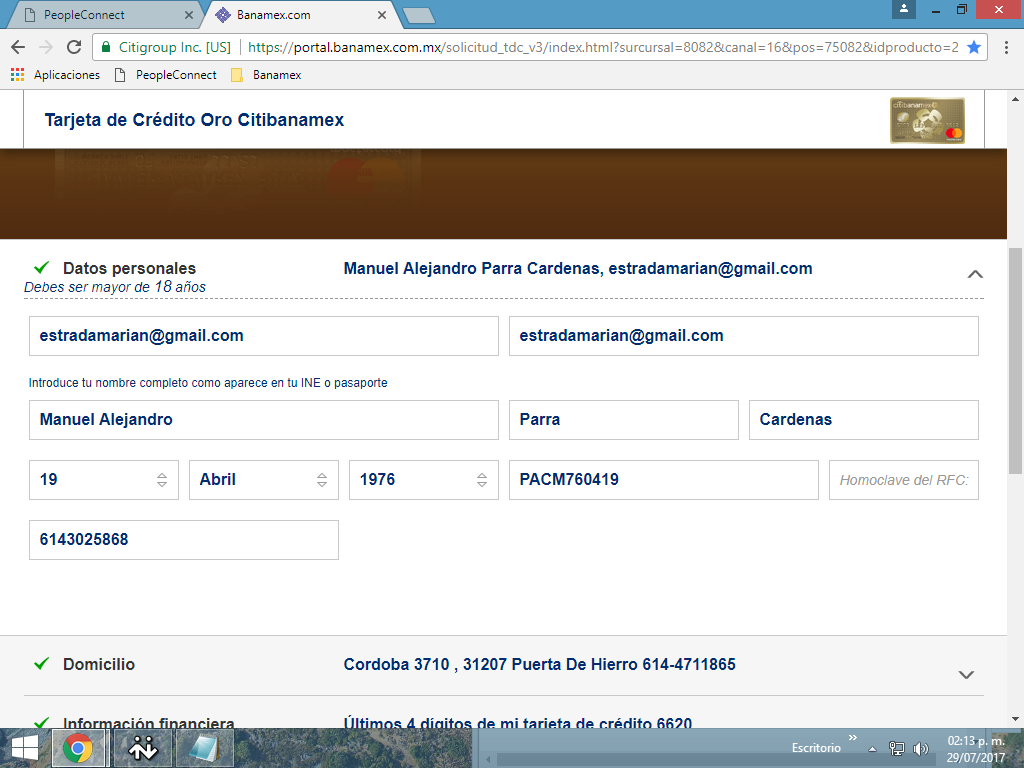 PeopleConnect
Banamex.com
Citigroup Inc. [US] https://portal.banamex.com.mx/solicitud_tdc_v3/index.html?surcursal=8082&canal=16&pos=75082&idproducto=2
Aplicaciones PeopleConnect Banamex
Tarjeta de Crédito Oro Citibanamex
Datos personales Manuel Alejandro Parra Cardenas, estradamarian@gmail.com
Debes ser mayor de 18 años
estradamarian@gmail.com estradamarian@gmail.com
Introduce tu nombre completo como aparece en tu INE o pasaporte
Manuel Alejandro Parra Cardenas
19 Abril 1976 PACM760419 Homoclave del RFC:
6143025868
Domicilio Cordoba 3710 , 31207 Puerta De Hierro 614-4711865
Información financiera Últimos 4 dígitos de mi tarjeta de crédito 6620
Escritorio
02:13 p. m.
29/07/2017